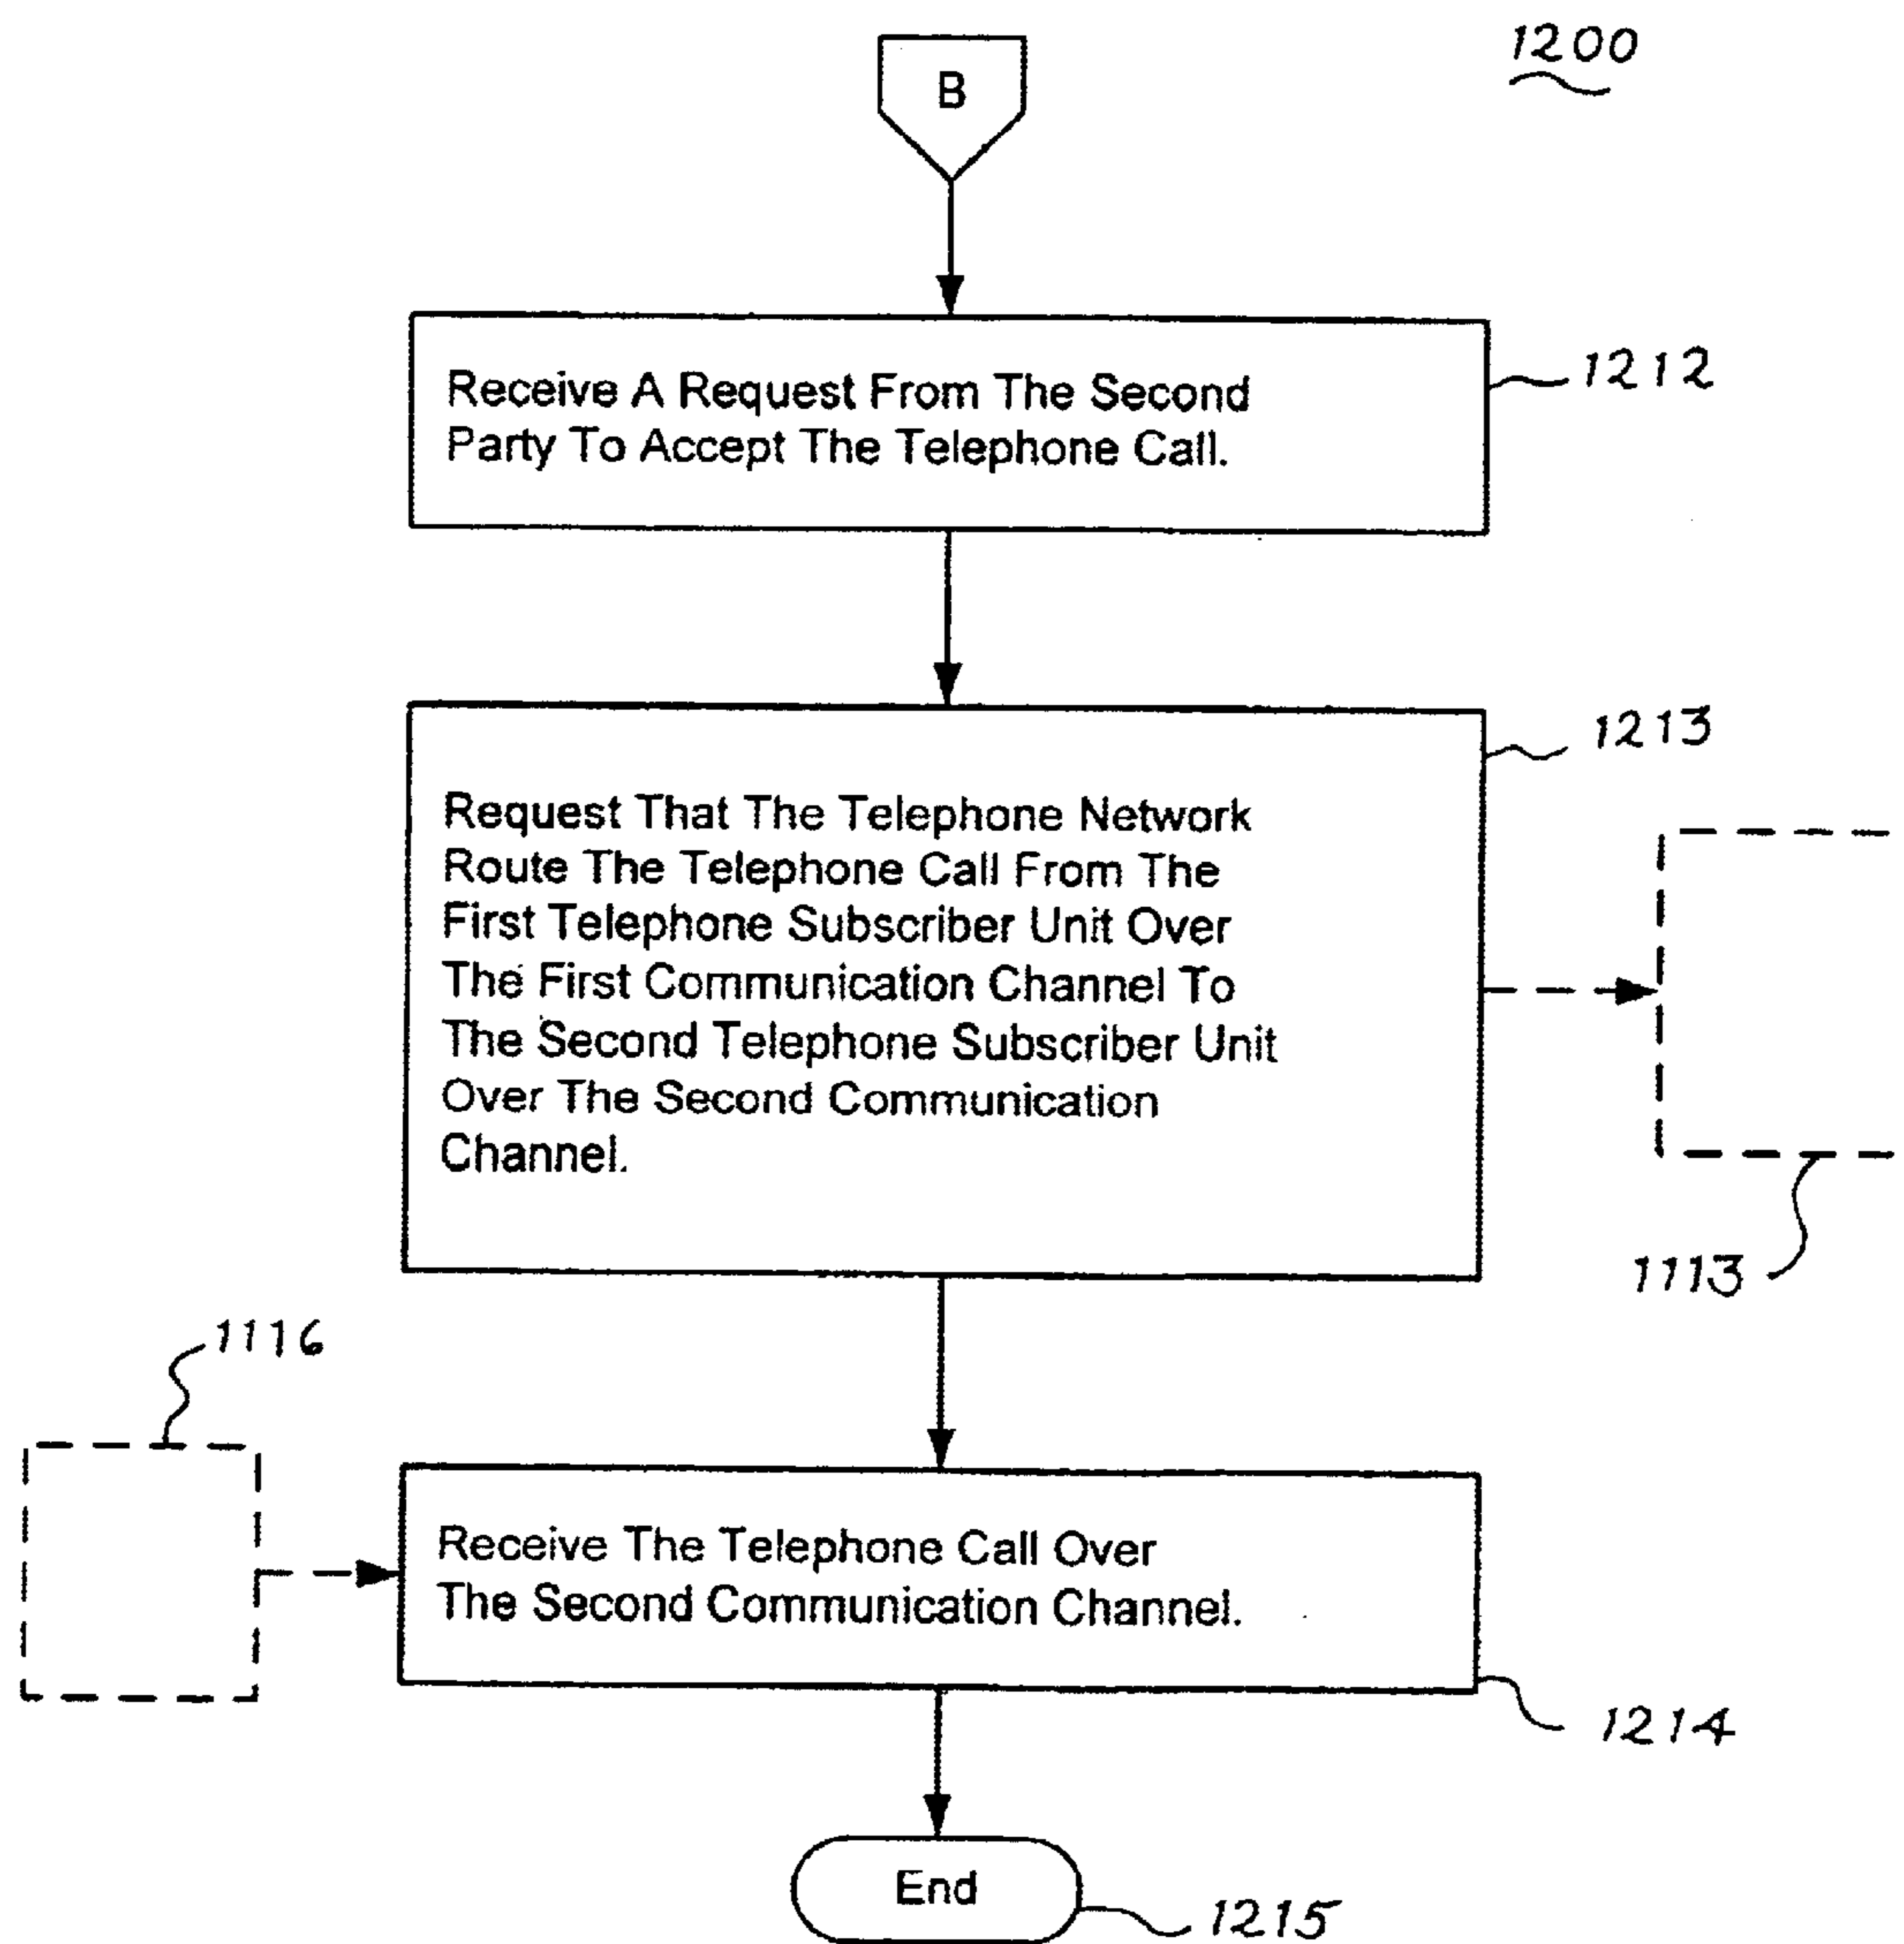 1200
B
Receive A Request From The Second
Party To Accept The Telephone Call.
1212
1213
Request That The Telephone Network
Route The Telephone Call From The
First Telephone Subscriber Unit Over
The First Communication Channel To
The Second Telephone Subscriber Unit
Over The Second Communication
Channel.
1113
1116
Receive The Telephone Call Over
The Second Communication Channel.
1214
End
1215